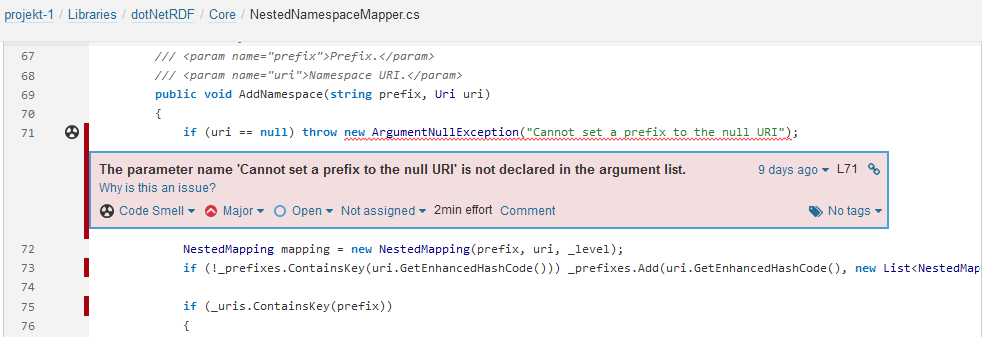 projekt-1 / Libraries / dotNetRDF / Core / NestedNamespaceMapper.cs
67 /// <param name="prefix">Prefix.</param>
68 /// <param name="uri">Namespace URI.</param>
69 public void AddNamespace(string prefix, Uri uri)
70 {
71 if (uri == null) throw new ArgumentNullException("Cannot set a prefix to the null URI");
The parameter name 'Cannot set a prefix to the null URI' is not declared in the argument list. 9 days ago L71
Why is this an issue?
Code Smell Major Open Not assigned 2min effort Comment No tags
72 NestedMapping mapping = new NestedMapping(prefix, uri, _level);
73 if (!_prefixes.ContainsKey(uri.GetEnhancedHashCode())) _prefixes.Add(uri.GetEnhancedHashCode(), new List<NestedMap
74
75 if (_uris.ContainsKey(prefix))
76 {